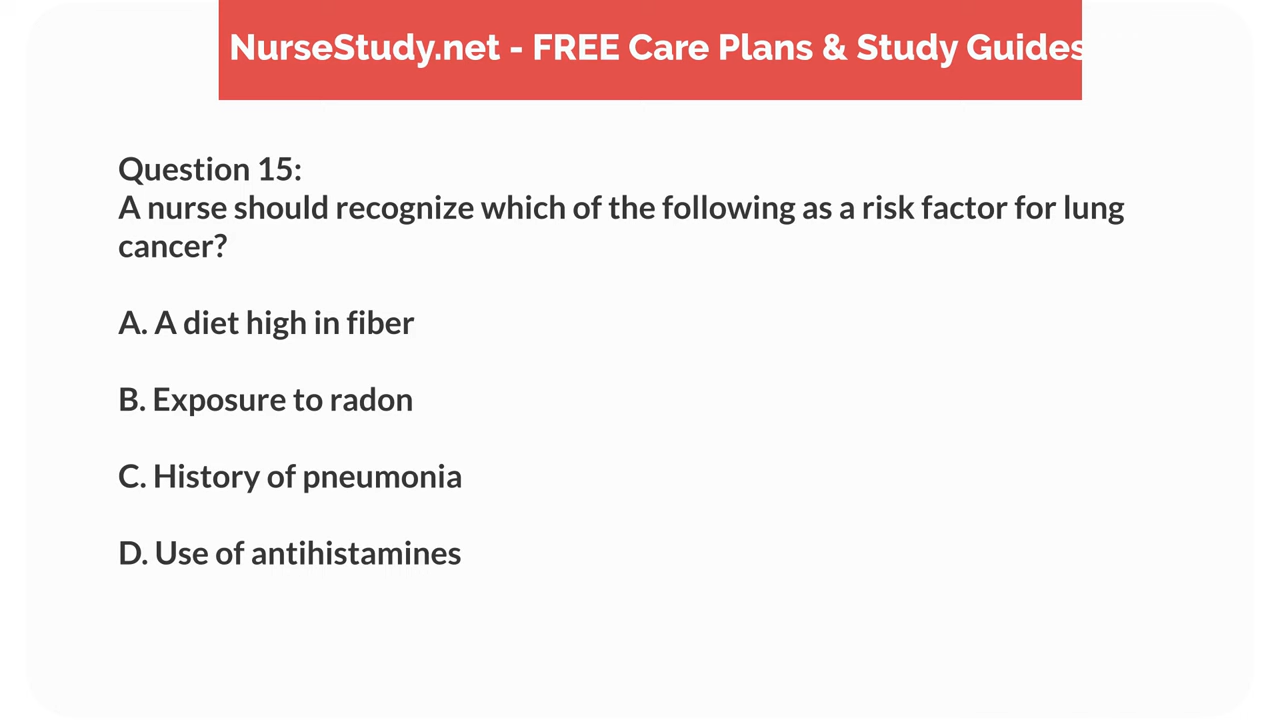 NurseStudy.net - FREE Care Plans & Study Guides
Question 15:
A nurse should recognize which of the following as a risk factor for lung
cancer?
A. A diet high in fiber
B. Exposure to radon
C. History of pneumonia
D. Use of antihistamines